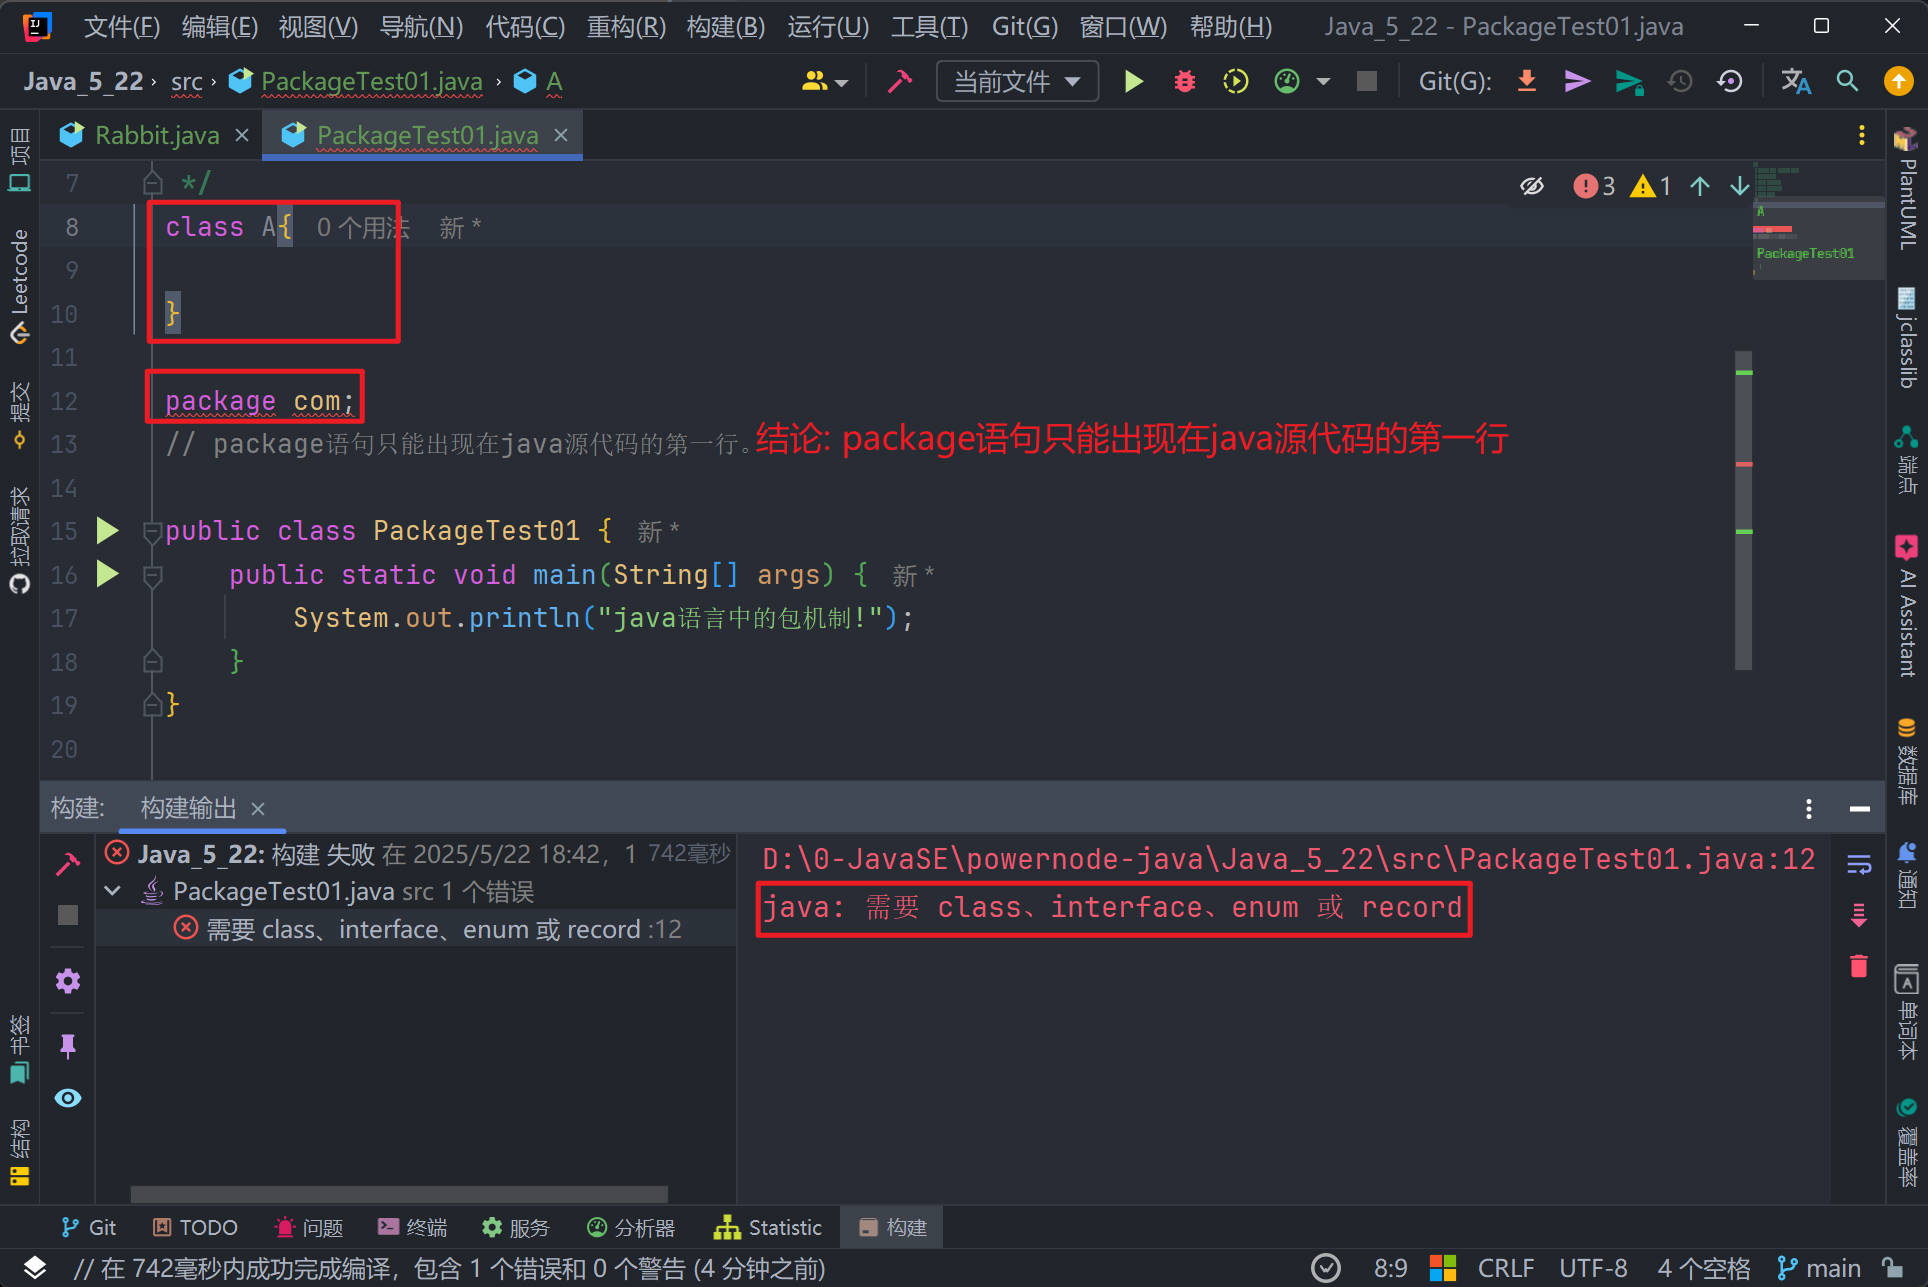 文件(F) 编辑(E) 视图(V) 导航(N) 代码(C) 重构(R) 构建(B) 运行(U) 工具(T) Git(G) 窗口(W) 帮助(H) Java_5_22 - PackageTest01.java
Java_5_22 › src › PackageTest01.java › A 当前文件 Git(G):
Rabbit.java PackageTest01.java
7 */
3 1
8 class A{ 0 个用法 新 *
9
10 }
11
12 package com;
13 // package语句只能出现在java源代码的第一行。
结论: package语句只能出现在java源代码的第一行
14
15 public class PackageTest01 { 新 *
16 public static void main(String[] args) { 新 *
17 System.out.println("java语言中的包机制!");
18 }
19 }
20
A
PackageTest01
项目
Leetcode
提交
拉取请求
书签
结构
PlantUML
jclasslib
端点
AI Assistant
数据库
通知
单词本
覆盖率
构建: 构建输出
Java_5_22: 构建 失败 在 2025/5/22 18:42，1 742毫秒
PackageTest01.java src 1 个错误
需要 class、interface、enum 或 record :12
D:\0-JavaSE\powernode-java\Java_5_22\src\PackageTest01.java:12
java: 需要 class、interface、enum 或 record
Git TODO 问题 终端 服务 分析器 Statistic 构建
// 在 742毫秒内成功完成编译，包含 1 个错误和 0 个警告 (4 分钟之前) 8:9 CRLF UTF-8 4 个空格 main